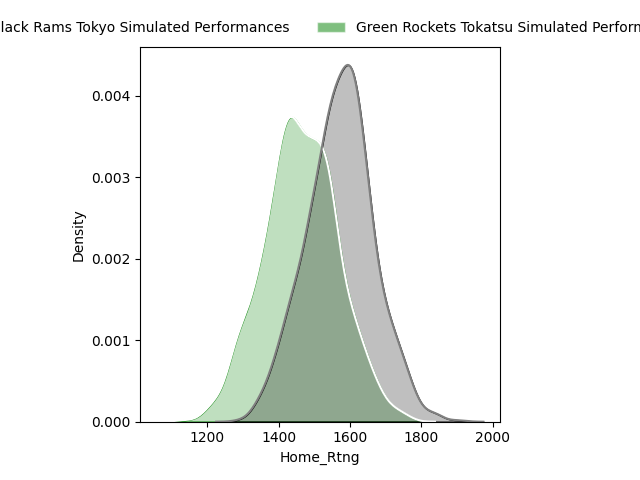 lack Rams Tokyo Simulated Performances Green Rockets Tokatsu Simulated Perforn
0.004
0.003
0.002
0.001
0.000
Density
1200 1400 1600 1800 2000
Home_Rtng